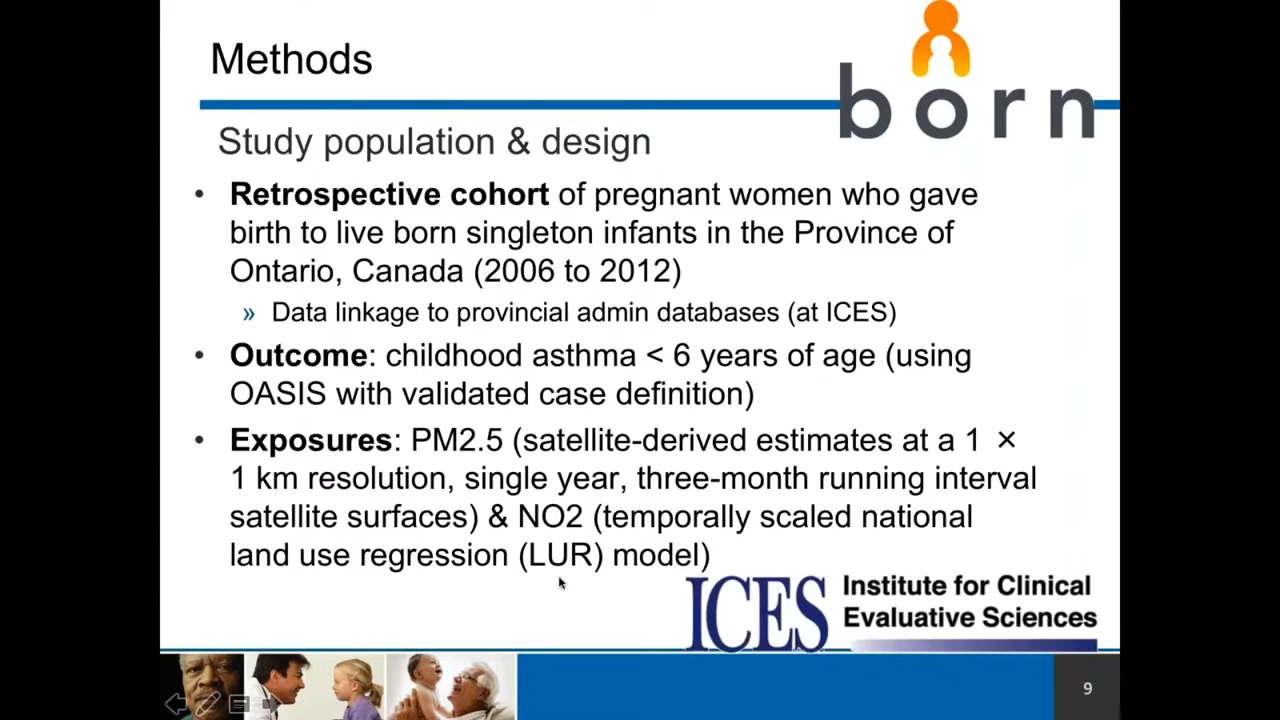 Methods
born
Study population & design
• Retrospective cohort of pregnant women who gave
birth to live born singleton infants in the Province of
Ontario, Canada (2006 to 2012)
» Data linkage to provincial admin databases (at ICES)
• Outcome: childhood asthma < 6 years of age (using
OASIS with validated case definition)
• Exposures: PM2.5 (satellite-derived estimates at a 1 ×
1 km resolution, single year, three-month running interval
satellite surfaces) & NO2 (temporally scaled national
land use regression (LUR) model)
ICES
Institute for Clinical
Evaluative Sciences
9